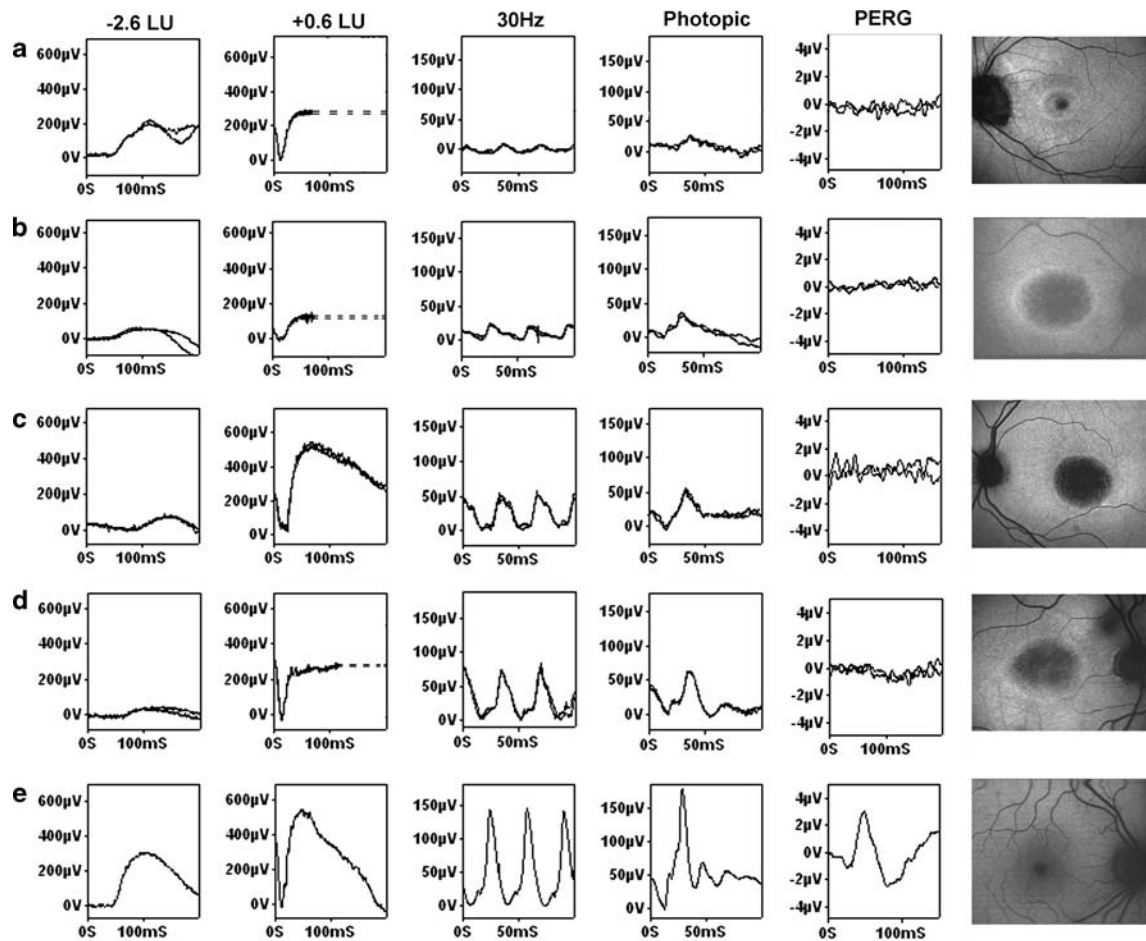 -2.6 LU +0.6 LU 30Hz Photopic PERG
a
600µV 600µV 150µV 150µV 4µV
400µV 400µV 100µV 100µV 2µV
200µV 200µV 50µV 50µV 0V
0V 0V 0V 0V -2µV
-4µV
0S 100mS 0S 100mS 0S 50mS 0S 50mS 0S 100mS
b
600µV 600µV 150µV 150µV 4µV
400µV 400µV 100µV 100µV 2µV
200µV 200µV 50µV 50µV 0V
0V 0V 0V 0V -2µV
-4µV
0S 100mS 0S 100mS 0S 50mS 0S 50mS 0S 100mS
c
600µV 600µV 150µV 150µV 4µV
400µV 400µV 100µV 100µV 2µV
200µV 200µV 50µV 50µV 0V
0V 0V 0V 0V -2µV
-4µV
0S 100mS 0S 100mS 0S 50mS 0S 50mS 0S 100mS
d
600µV 600µV 150µV 150µV 4µV
400µV 400µV 100µV 100µV 2µV
200µV 200µV 50µV 50µV 0V
0V 0V 0V 0V -2µV
-4µV
0S 100mS 0S 100mS 0S 50mS 0S 50mS 0S 100mS
e
600µV 600µV 150µV 150µV 4µV
400µV 400µV 100µV 100µV 2µV
200µV 200µV 50µV 50µV 0V
0V 0V 0V 0V -2µV
-4µV
0S 100mS 0S 100mS 0S 50mS 0S 50mS 0S 100mS